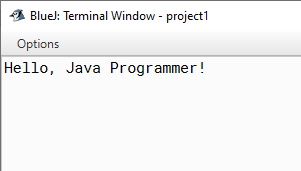 BlueJ: Terminal Window - project1
Options
Hello, Java Programmer!